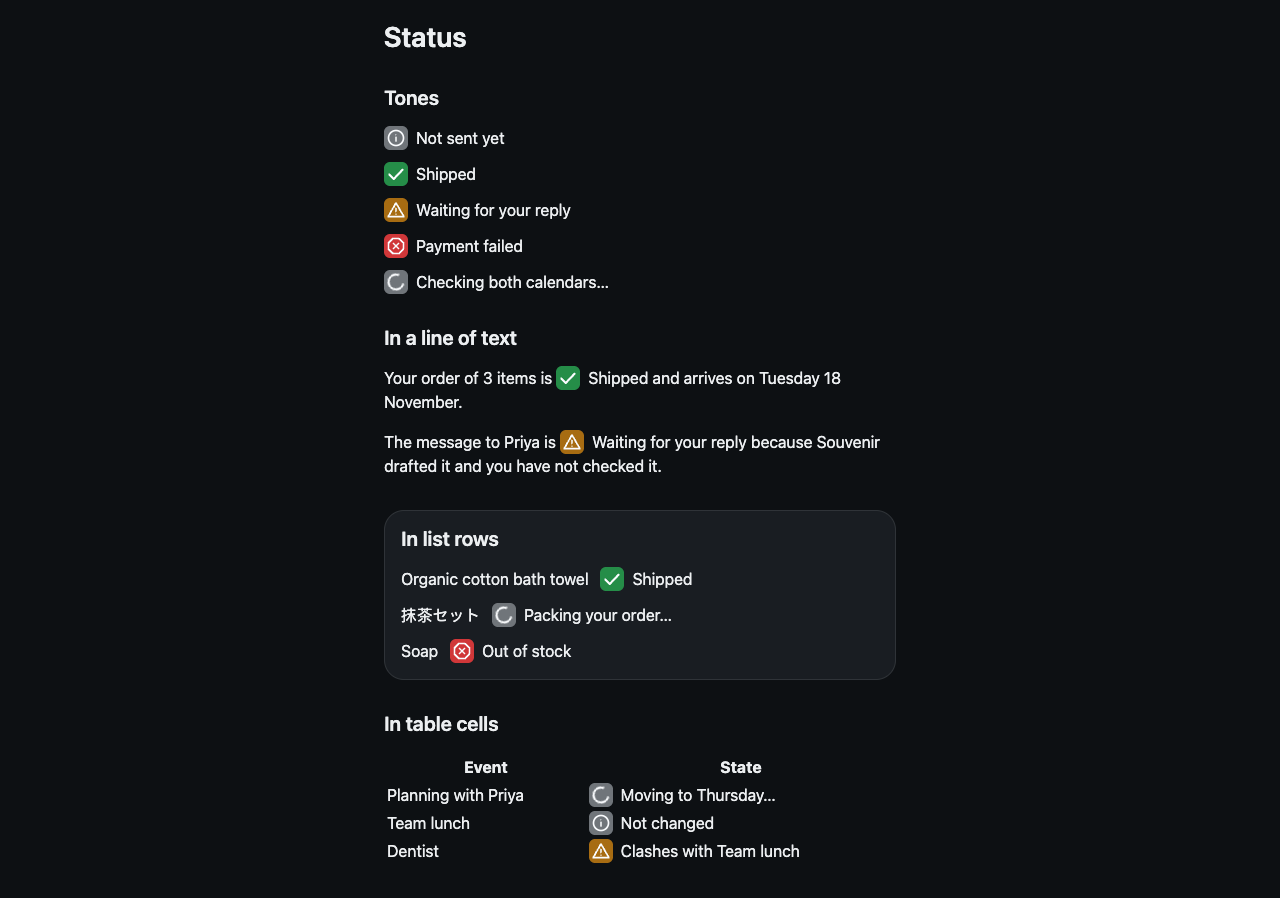 Status
Tones
Not sent yet
Shipped
Waiting for your reply
Payment failed
Checking both calendars...
In a line of text
Your order of 3 items is Shipped and arrives on Tuesday 18
November.
The message to Priya is Waiting for your reply because Souvenir
drafted it and you have not checked it.
In list rows
Organic cotton bath towel Shipped
抹茶セット Packing your order...
Soap Out of stock
In table cells
Event State
Planning with Priya Moving to Thursday...
Team lunch Not changed
Dentist Clashes with Team lunch